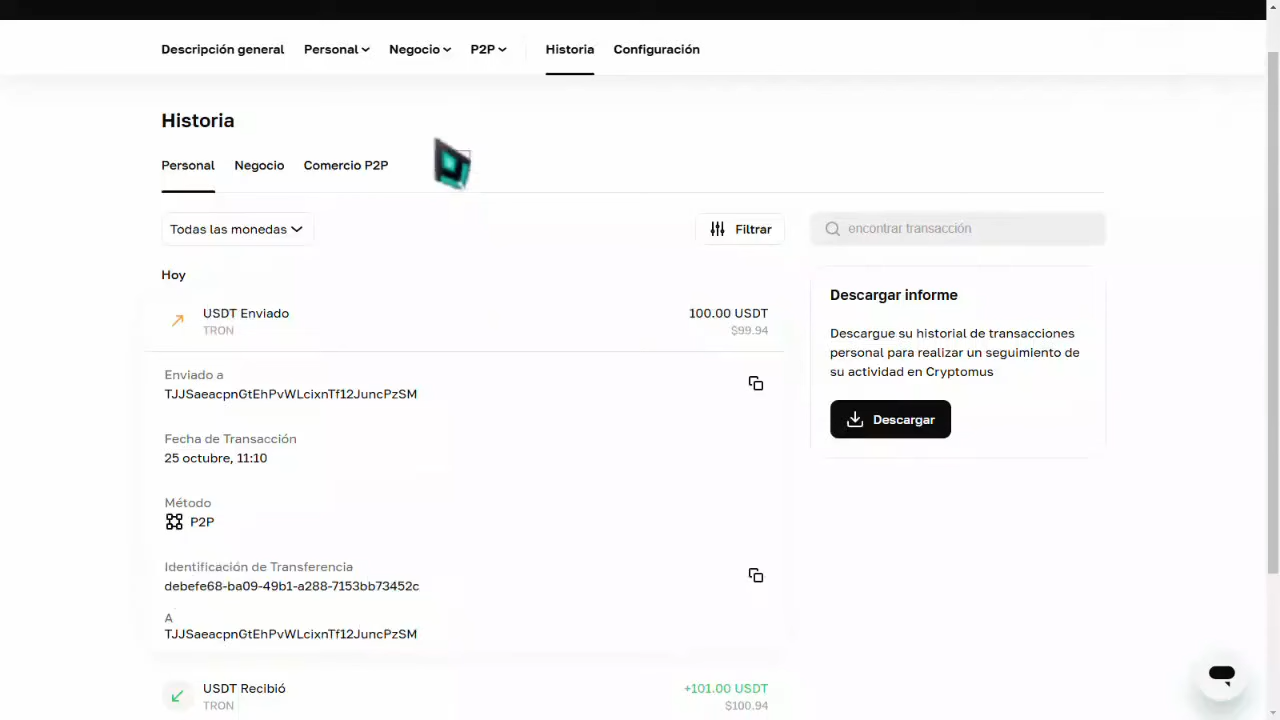 Descripción general Personal Negocio P2P Historia Configuración
Historia
Personal Negocio Comercio P2P
Todas las monedas Filtrar encontrar transacción
Hoy
USDT Enviado 100.00 USDT
TRON $99.94
Enviado a
TJJSaeacpnGtEhPvWLcixnTf12JuncPzSM
Fecha de Transacción
25 octubre, 11:10
Método
P2P
Identificación de Transferencia
debefe68-ba09-49b1-a288-7153bb73452c
A
TJJSaeacpnGtEhPvWLcixnTf12JuncPzSM
USDT Recibió +101.00 USDT
TRON $100.94
Descargar informe
Descargue su historial de transacciones
personal para realizar un seguimiento de
su actividad en Cryptomus
Descargar